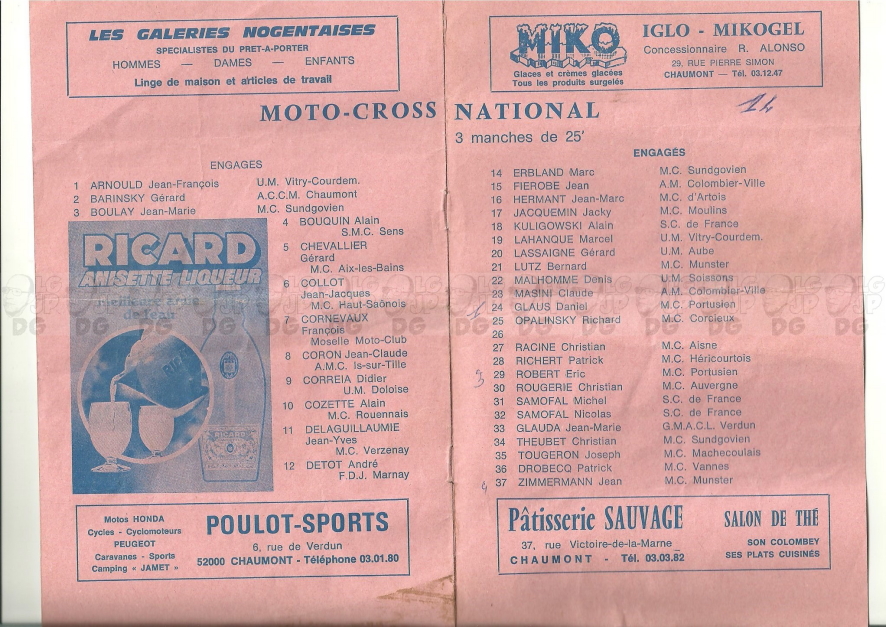 LES GALERIES NOGENTAISES
SPECIALISTES DU PRET-A-PORTER
HOMMES — DAMES — ENFANTS
Linge de maison et articles de travail
MIKO
Glaces et crèmes glacées
Tous les produits surgelés
IGLO - MIKOGEL
Concessionnaire R. ALONSO
29, RUE PIERRE SIMON
CHAUMONT — Tél. 03.12.47
MOTO-CROSS NATIONAL
14
3 manches de 25'
ENGAGES
1 ARNOULD Jean-François U.M. Vitry-Courdem.
2 BARINSKY Gérard A.C.C.M. Chaumont
3 BOULAY Jean-Marie M.C. Sundgovien
4 BOUQUIN Alain
S.M.C. Sens
5 CHEVALLIER
Gérard
M.C. Aix-les-Bains
6 COLLOT
Jean-Jacques
M.C. Haut-Saônois
7 CORNEVAUX
François
Moselle Moto-Club
8 CORON Jean-Claude
A.M.C. Is-sur-Tille
9 CORREIA Didier
U.M. Doloise
10 COZETTE Alain
M.C. Rouennais
11 DELAGUILLAUMIE
Jean-Yves
M.C. Verzenay
12 DETOT André
F.D.J. Marnay
RICARD
ANISETTE-LIQUEUR
de l'eau
RICARD
ENGAGÉS
14 ERBLAND Marc M.C. Sundgovien
15 FIEROBE Jean A.M. Colombier-Ville
16 HERMANT Jean-Marc M.C. d'Artois
17 JACQUEMIN Jacky M.C. Moulins
18 KULIGOWSKI Alain S.C. de France
19 LAHANQUE Marcel U.M. Vitry-Courdem.
20 LASSAIGNE Gérard U.M. Aube
21 LUTZ Bernard M.C. Munster
22 MALHOMME Denis U.M. Soissons
23 MASINI Claude A.M. Colombier-Ville
24 GLAUS Daniel M.C. Portusien
1 25 OPALINSKY Richard M.C. Corcieux
26
27 RACINE Christian M.C. Aisne
28 RICHERT Patrick M.C. Héricourtois
3 29 ROBERT Eric M.C. Portusien
30 ROUGERIE Christian M.C. Auvergne
31 SAMOFAL Michel S.C. de France
32 SAMOFAL Nicolas S.C. de France
33 GLAUDA Jean-Marie G.M.A.C.L. Verdun
34 THEUBET Christian M.C. Sundgovien
35 TOUGERON Joseph M.C. Machecoulais
36 DROBECQ Patrick M.C. Vannes
4 37 ZIMMERMANN Jean M.C. Munster
Motos HONDA
Cycles - Cyclomoteurs
PEUGEOT
Caravanes - Sports
Camping « JAMET »
POULOT-SPORTS
6, rue de Verdun
52000 CHAUMONT - Téléphone 03.01.80
Pâtisserie SAUVAGE
37, rue Victoire-de-la-Marne
CHAUMONT - Tél. 03.03.82
SALON DE THÉ
SON COLOMBEY
SES PLATS CUISINÉS